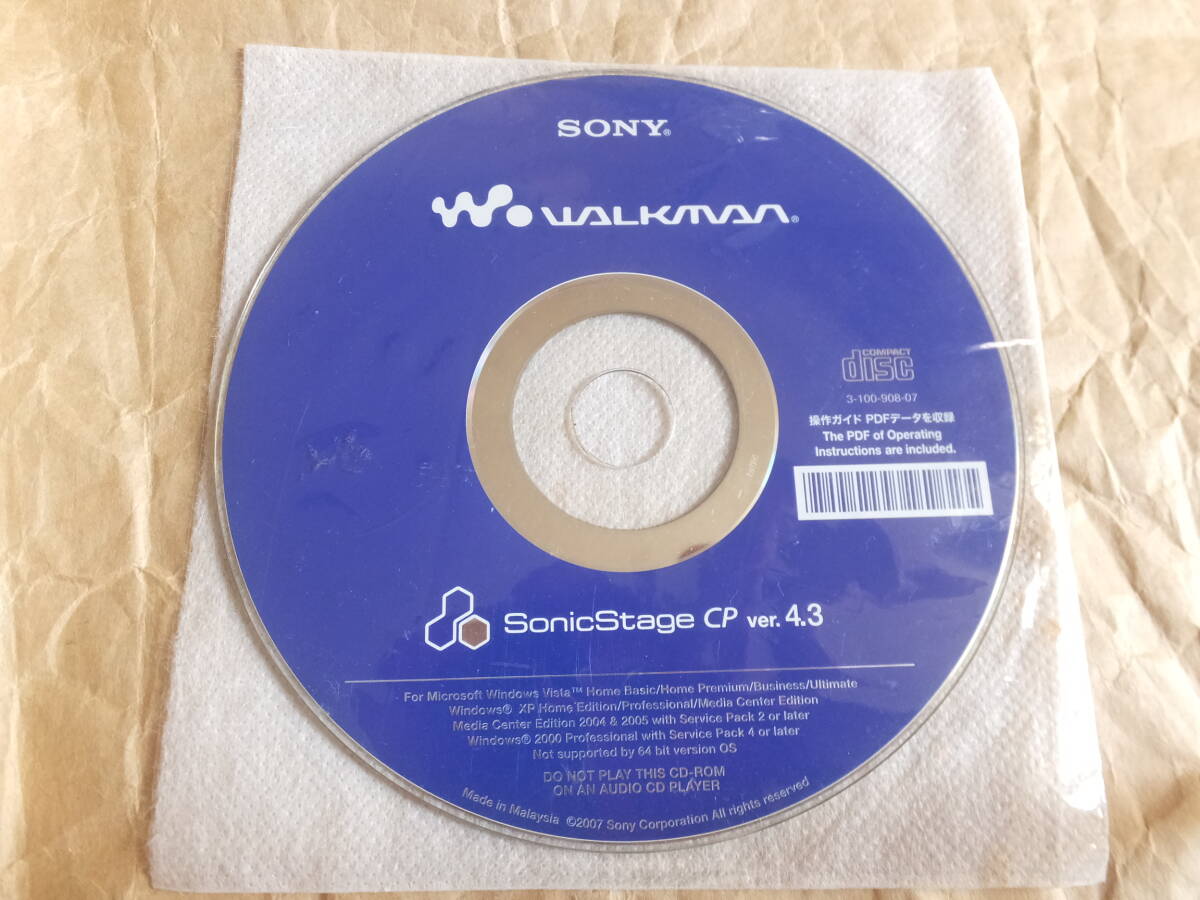 SONY®
WALKMAN®
COMPACT
disc
3-100-908-07
操作ガイド PDFデータを収録
The PDF of Operating
Instructions are included.
SonicStage CP ver. 4.3
For Microsoft Windows Vista™ Home Basic/Home Premium/Business/Ultimate
Windows® XP Home Edition/Professional/Media Center Edition
Media Center Edition 2004 & 2005 with Service Pack 2 or later
Windows® 2000 Professional with Service Pack 4 or later
Not supported by 64 bit version OS
DO NOT PLAY THIS CD-ROM
ON AN AUDIO CD PLAYER
Made in Malaysia ©2007 Sony Corporation All rights reserved